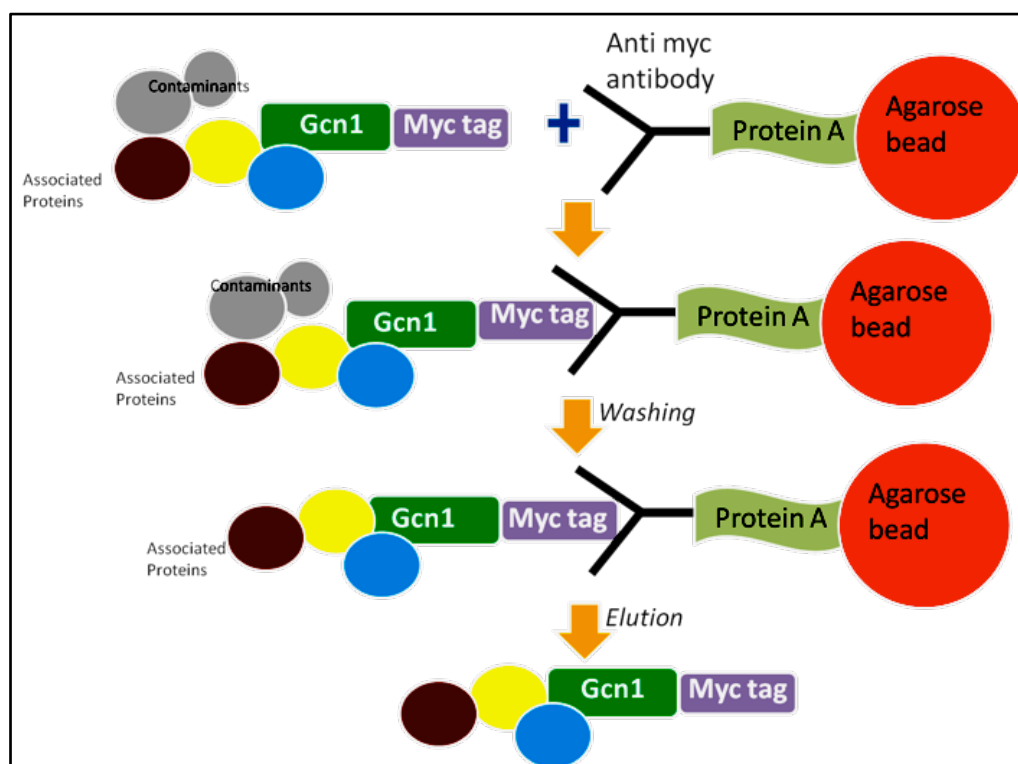 Anti myc
antibody
Contaminants
Gcn1
Myc tag
+
Protein A
Agarose
bead
Associated
Proteins
Contaminants
Gcn1
Myc tag
Protein A
Agarose
bead
Associated
Proteins
Washing
Gcn1
Myc tag
Protein A
Agarose
bead
Associated
Proteins
Elution
Gcn1
Myc tag